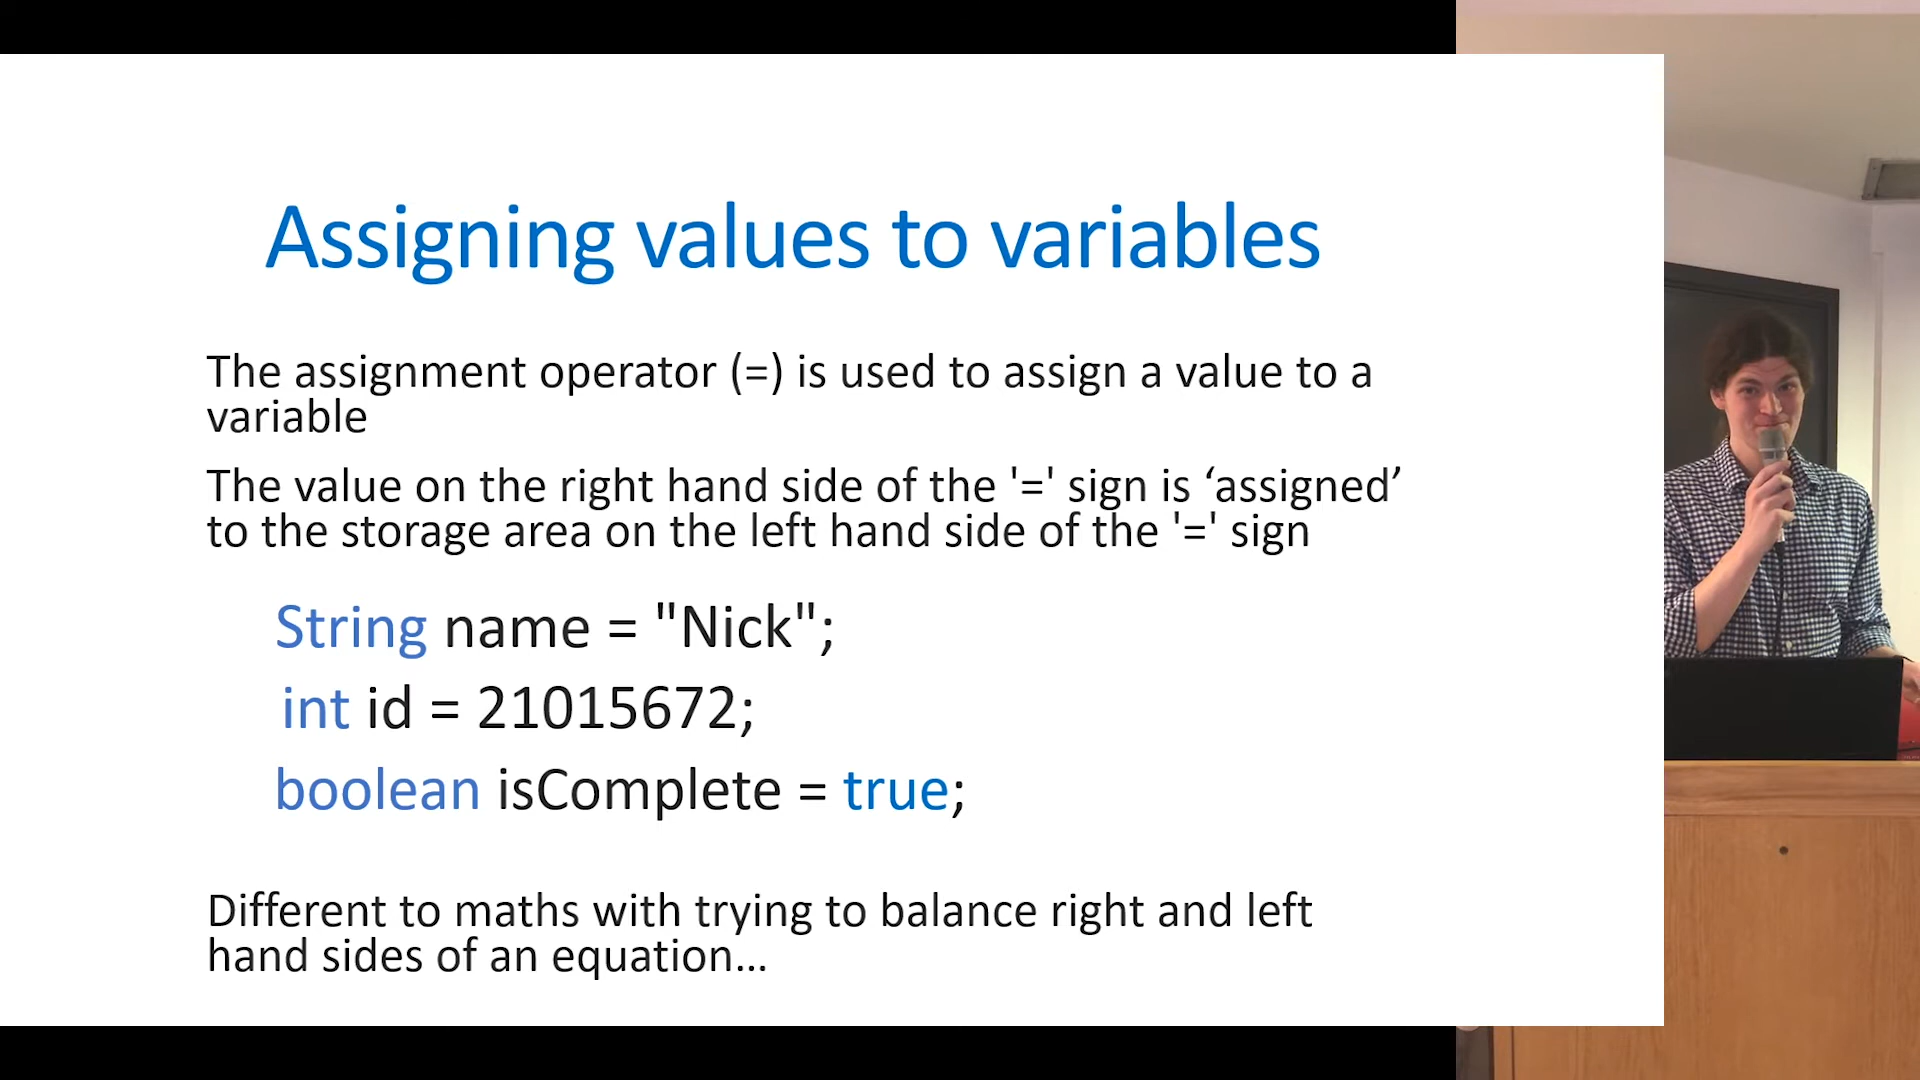 Assigning values to variables
The assignment operator (=) is used to assign a value to a
variable
The value on the right hand side of the '=' sign is ‘assigned’
to the storage area on the left hand side of the '=' sign
String name = "Nick";
int id = 21015672;
boolean isComplete = true;
Different to maths with trying to balance right and left
hand sides of an equation...